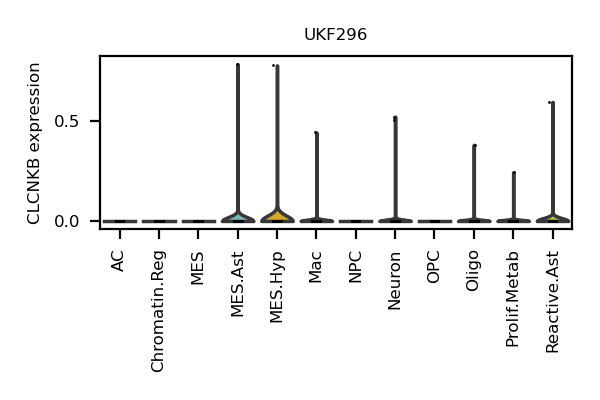 UKF296
CLCNKB expression
0.5
0.0
AC
Chromatin.Reg
MES
MES.Ast
MES.Hyp
Mac
NPC
Neuron
OPC
Oligo
Prolif.Metab
Reactive.Ast